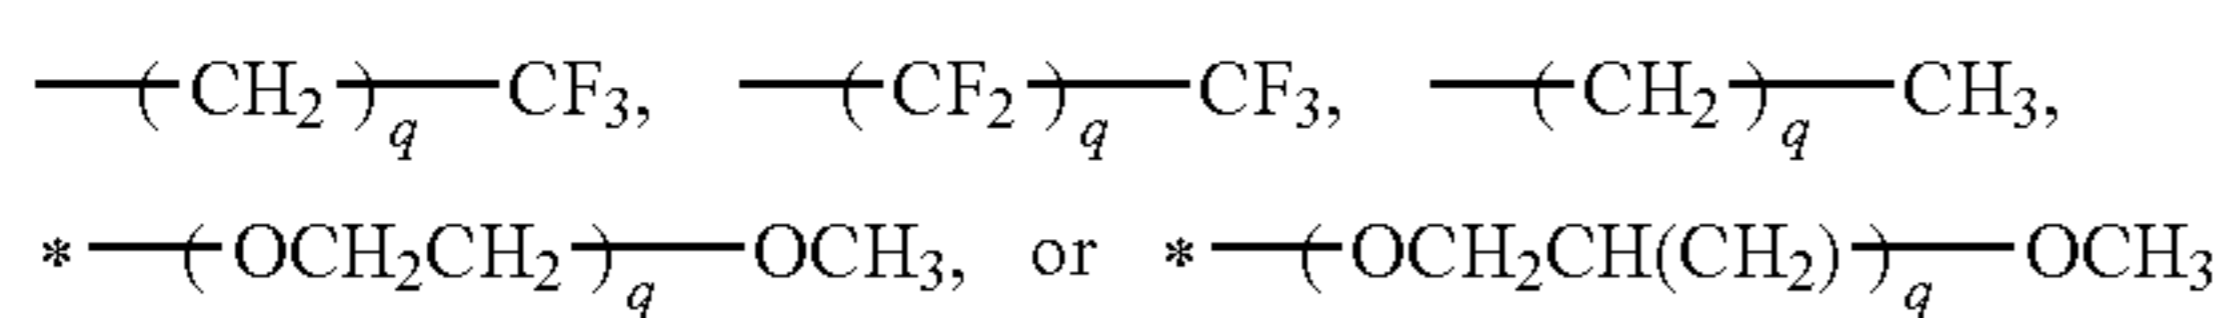 —(CH₂)q—CF₃, —(CF₂)q—CF₃, —(CH₂)q—CH₃,
*—(OCH₂CH₂)q—OCH₃, or *—(OCH₂CH(CH₂))q—OCH₃